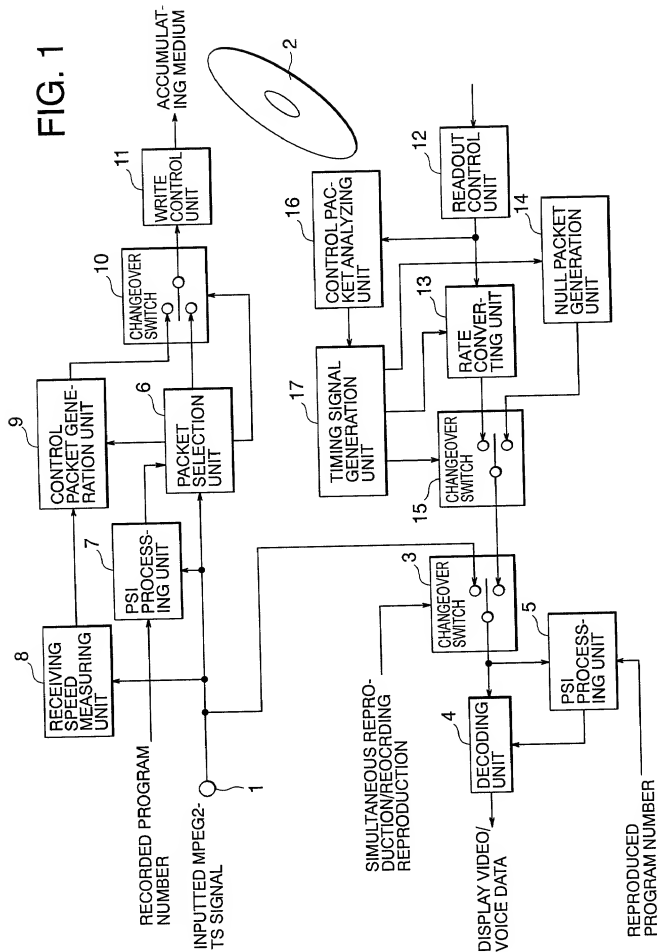 FIG. 1
8
RECEIVING
SPEED
MEASURING
UNIT
9
CONTROL
PACKET GENE-
RATION UNIT
10
CHANGEOVER
SWITCH
11
WRITE CONTROL
UNIT
ACCUMULAT-
ING MEDIUM
2
7
PSI
PROCESS-
ING UNIT
6
PACKET
SELECTION
UNIT
RECORDED PROGRAM
NUMBER
INPUTTED MPEG2-
TS SIGNAL
1
16
CONTROL PAC-
KET ANALYZING
UNIT
12
READOUT
CONTROL
UNIT
17
TIMING SIGNAL
GENERATION
UNIT
13
RATE
CONVER-
TING UNIT
14
NULL PACKET
GENERATION
UNIT
15
CHANGEOVER
SWITCH
3
CHANGEOVER
SWITCH
SIMULTANEOUS REPRO-
DUCTION/REOCRDING
REPRODUCTION
4
DECODING
UNIT
5
PSI
PROCESS-
ING UNIT
DISPLAY VIDEO/
VOICE DATA
REPRODUCED
PROGRAM NUMBER